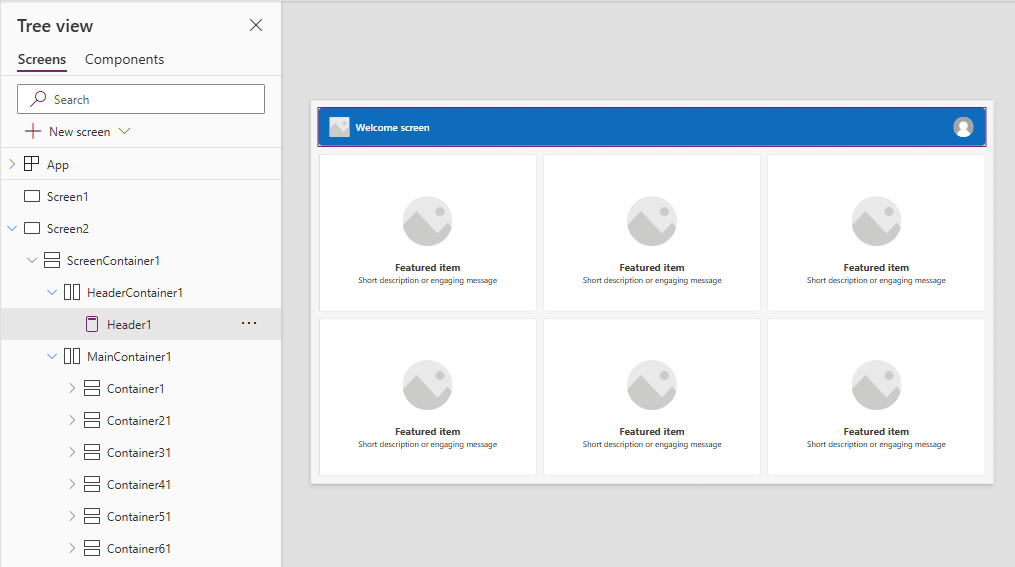 Tree view
Screens Components
Search
New screen
App
Screen1
Screen2
ScreenContainer1
HeaderContainer1
Header1
MainContainer1
Container1
Container21
Container31
Container41
Container51
Container61
Welcome screen
Featured item Featured item Featured item
Short description or engaging message Short description or engaging message Short description or engaging message
Featured item Featured item Featured item
Short description or engaging message Short description or engaging message Short description or engaging message